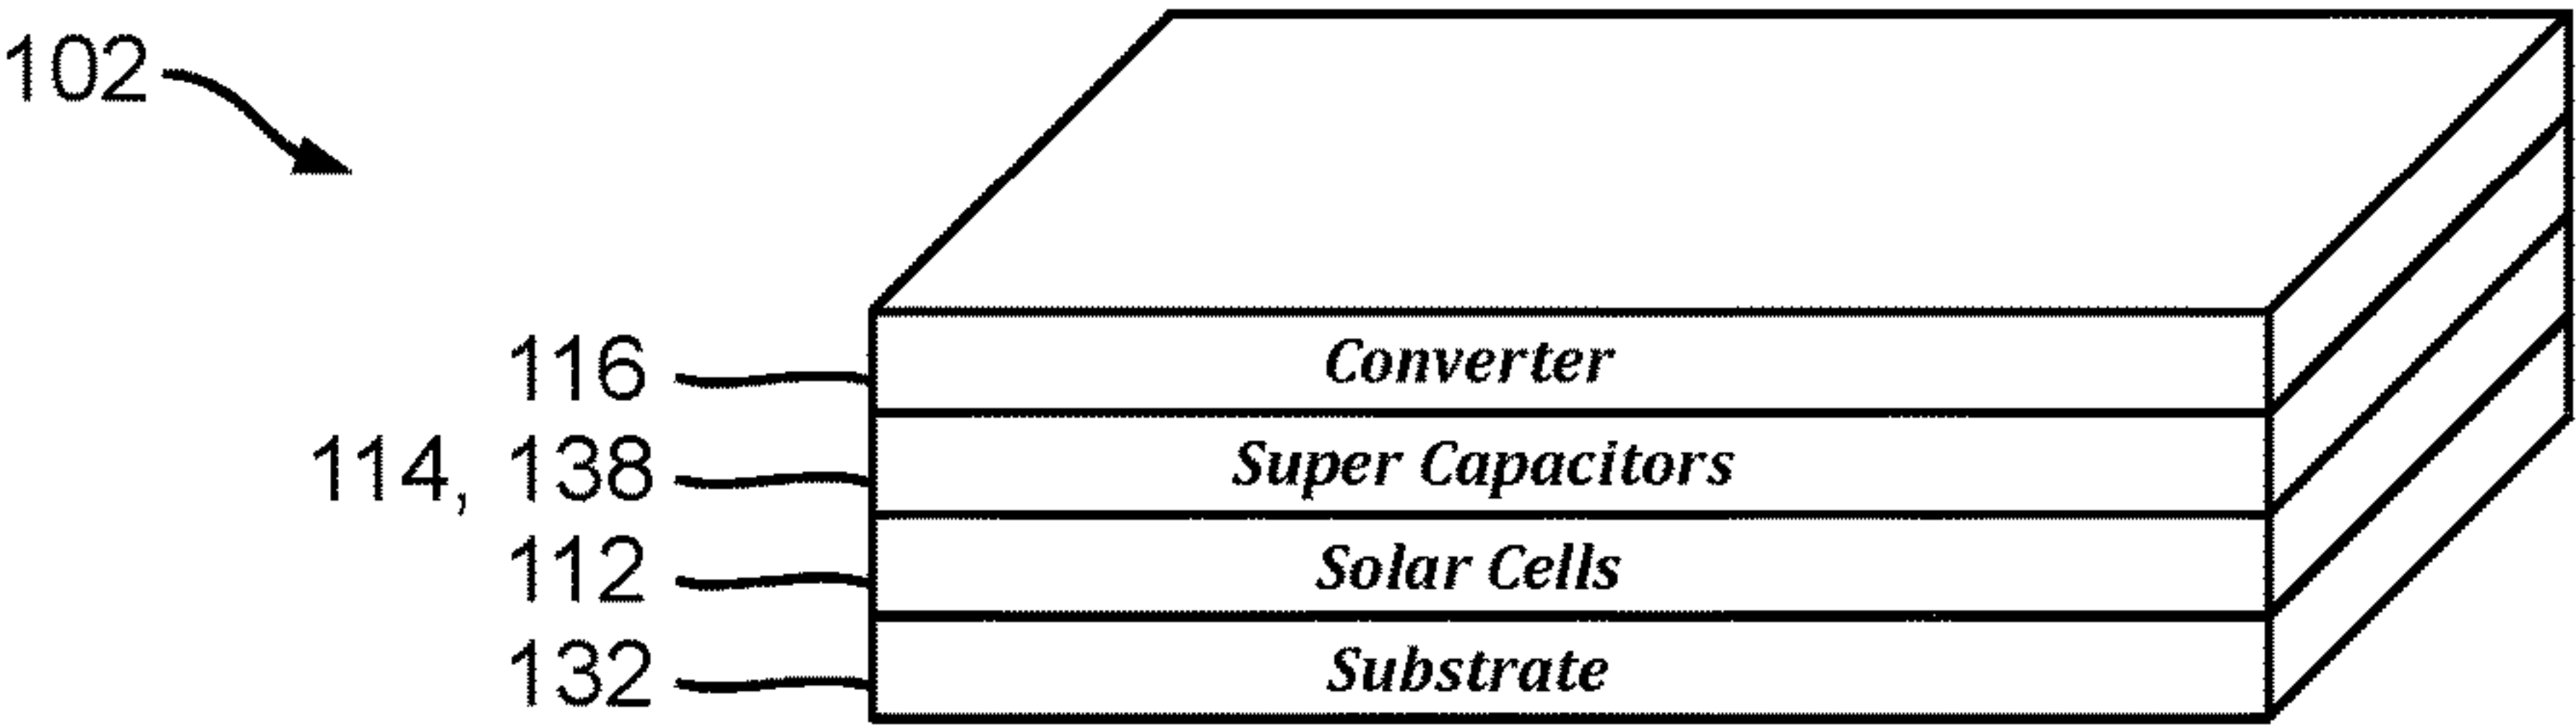 102
116 Converter
114, 138 Super Capacitors
112 Solar Cells
132 Substrate